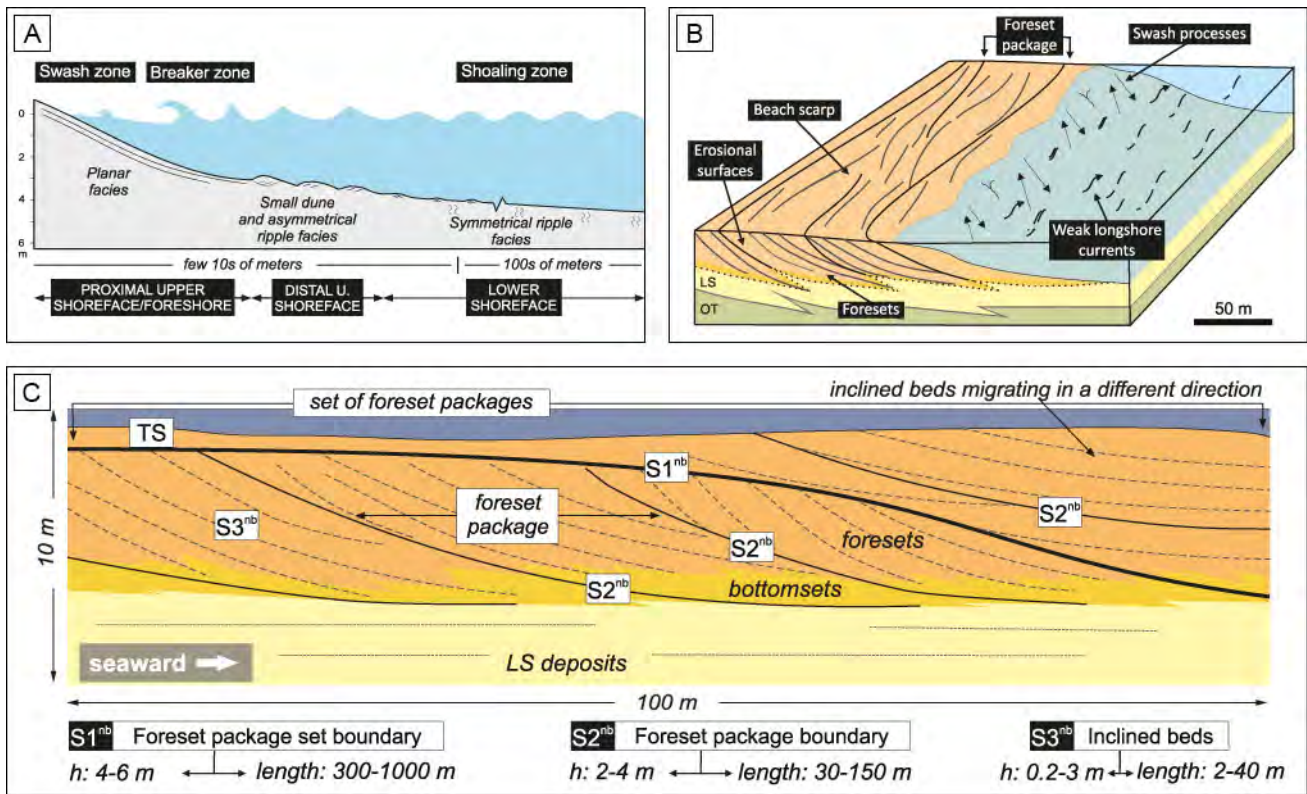 A
Swash zone
Breaker zone
Shoaling zone
0
2
4
6
m
Planar
facies
Small dune
and asymmetrical
ripple facies
Symmetrical ripple
facies
few 10s of meters
100s of meters
PROXIMAL UPPER
SHOREFACE/FORESHORE
DISTAL U.
SHOREFACE
LOWER
SHOREFACE
B
Foreset
package
Swash processes
Beach scarp
Erosional
surfaces
Weak longshore
currents
LS
OT
Foresets
50 m
C
set of foreset packages
inclined beds migrating in a different direction
TS
S1nb
foreset
package
S3nb
S2nb
foresets
S2nb
S2nb
bottomsets
10 m
seaward
LS deposits
100 m
S1nb Foreset package set boundary
h: 4-6 m length: 300-1000 m
S2nb Foreset package boundary
h: 2-4 m length: 30-150 m
S3nb Inclined beds
h: 0.2-3 m length: 2-40 m